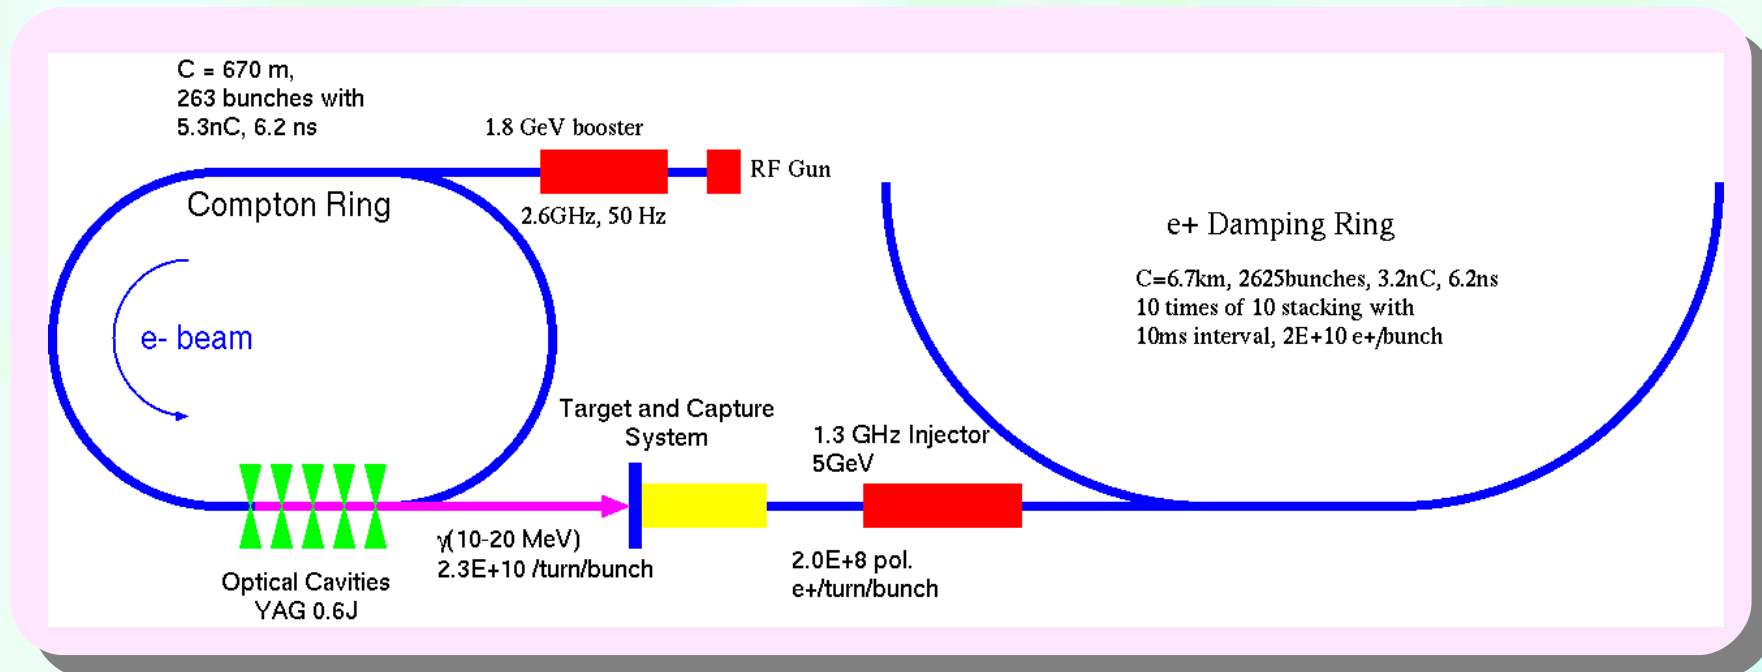 C = 670 m,
263 bunches with
5.3nC, 6.2 ns
1.8 GeV booster
RF Gun
Compton Ring
2.6GHz, 50 Hz
e+ Damping Ring
C=6.7km, 2625bunches, 3.2nC, 6.2ns
10 times of 10 stacking with
10ms interval, 2E+10 e+/bunch
e- beam
Target and Capture
System
1.3 GHz Injector
5GeV
γ(10-20 MeV)
2.3E+10 /turn/bunch
2.0E+8 pol.
e+/turn/bunch
Optical Cavities
YAG 0.6J